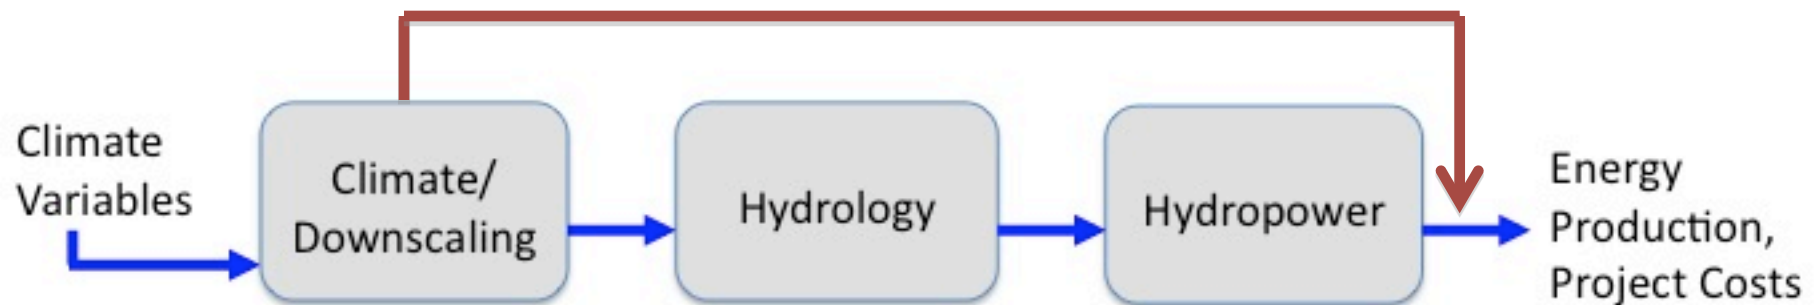 Climate
Variables
Climate/
Downscaling
Hydrology
Hydropower
Energy
Production,
Project Costs